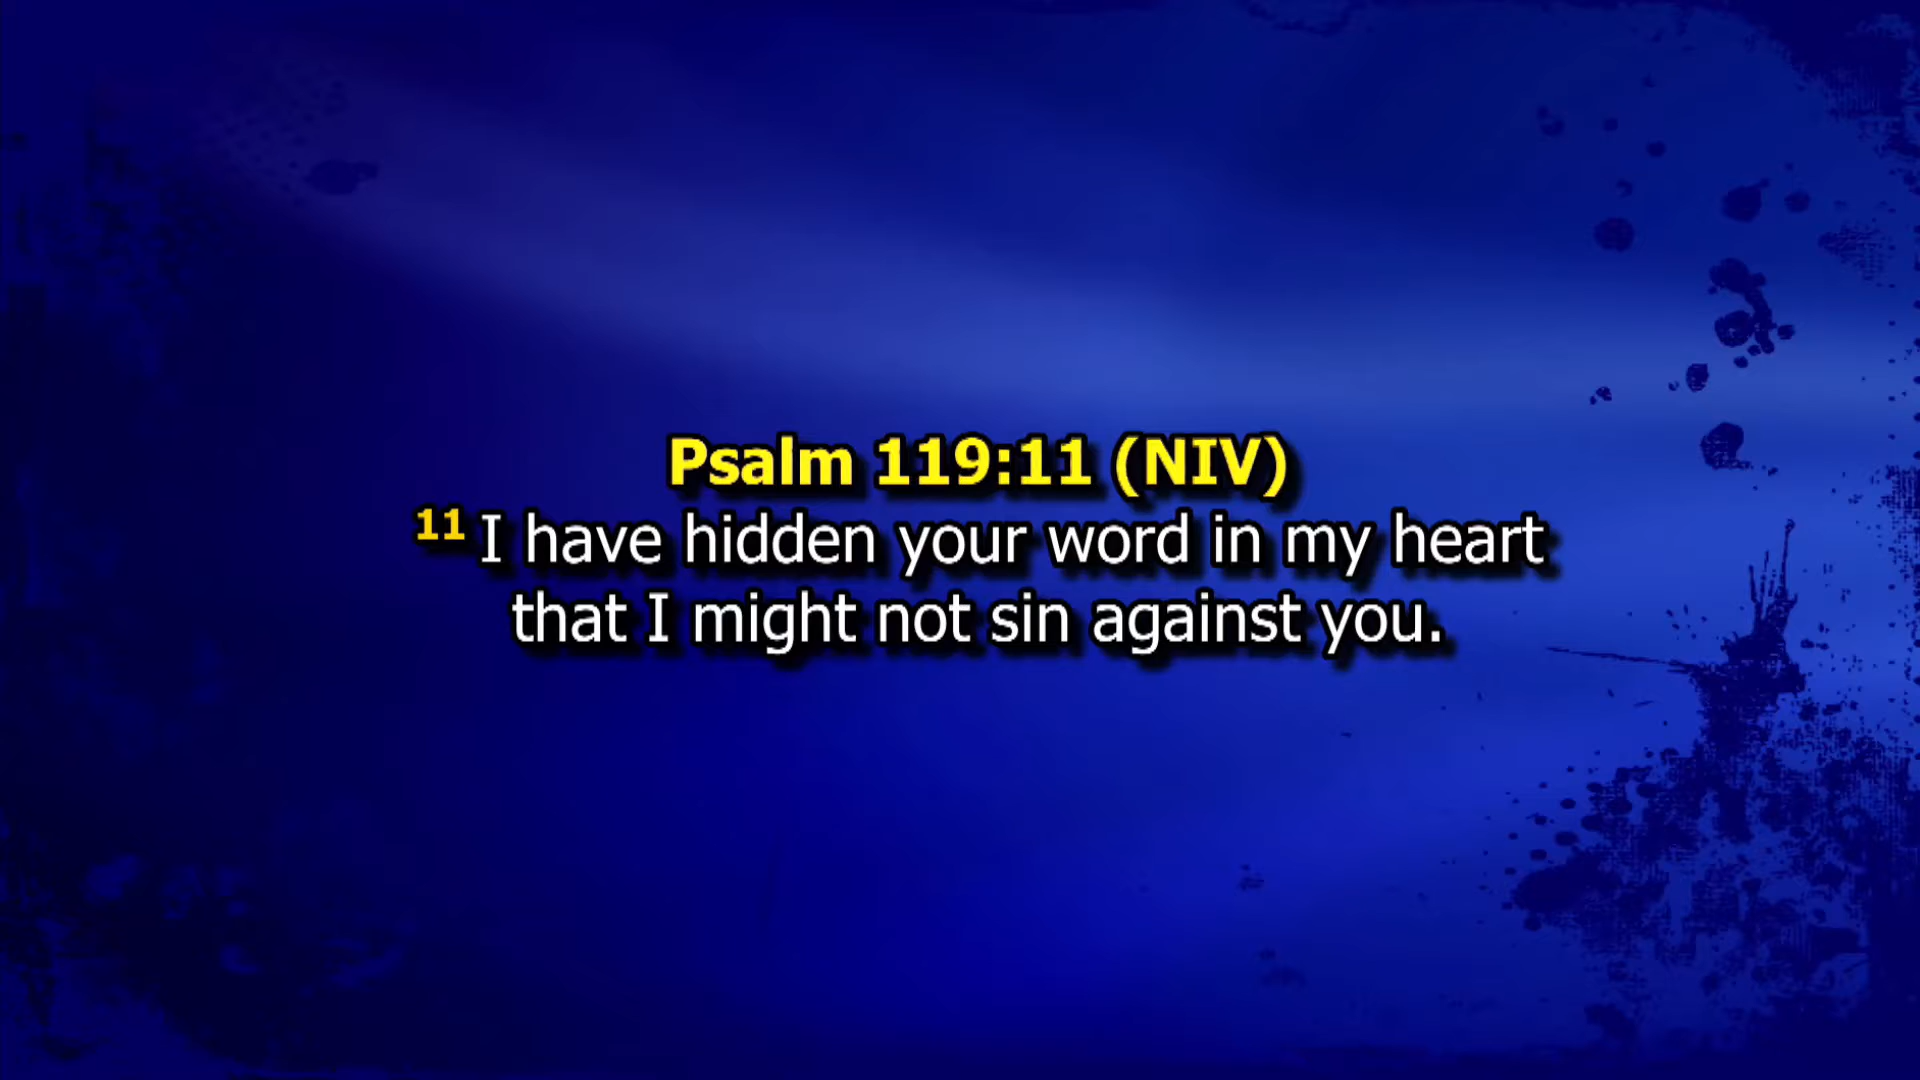 Psalm 119:11 (NIV)
11 I have hidden your word in my heart
that I might not sin against you.